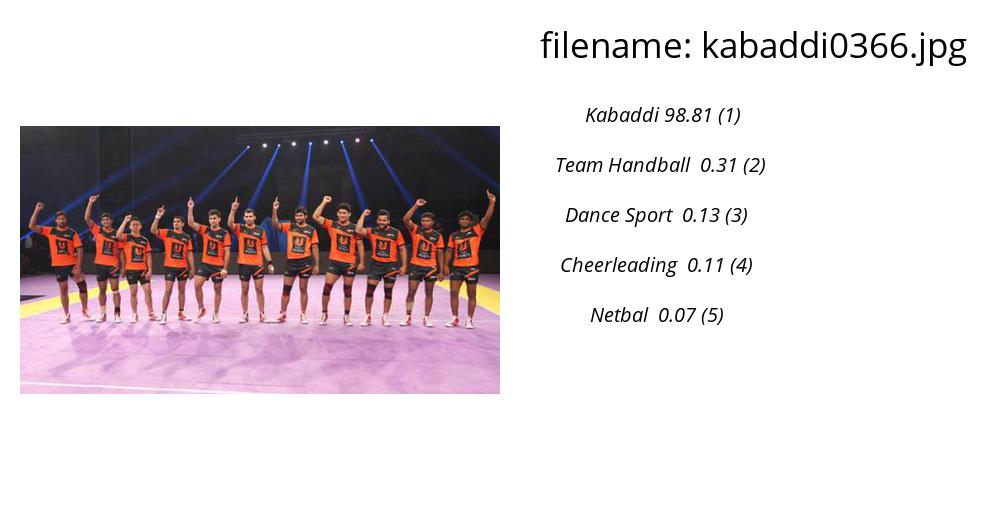 filename: kabaddi0366.jpg
Kabaddi 98.81 (1)
Team Handball 0.31 (2)
Dance Sport 0.13 (3)
Cheerleading 0.11 (4)
Netbal 0.07 (5)